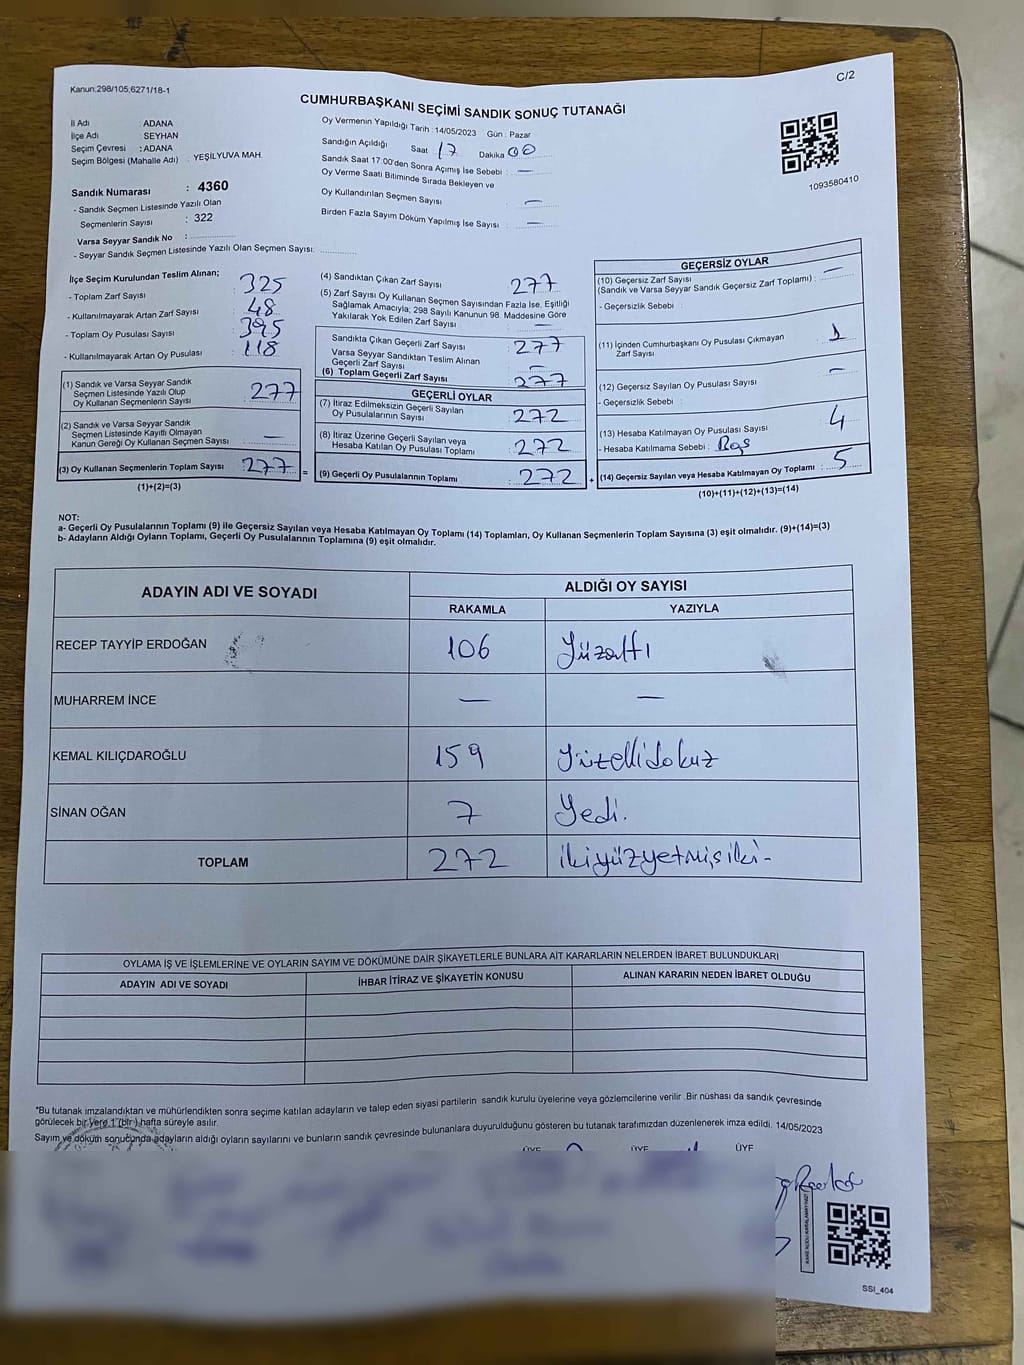 Kanun:298/105,6271/18-1
C/2
CUMHURBAŞKANI SEÇİMİ SANDIK SONUÇ TUTANAĞI
İl Adı ADANA
İlçe Adı : SEYHAN
Seçim Çevresi : ADANA
Seçim Bölgesi (Mahalle Adı) : YEŞİLYUVA MAH.
Sandık Numarası : 4360
- Sandık Seçmen Listesinde Yazılı Olan
Seçmenlerin Sayısı : 322
Varsa Seyyar Sandık No :
- Seyyar Sandık Seçmen Listesinde Yazılı Olan Seçmen Sayısı:
Oy Vermenin Yapıldığı Tarih : 14/05/2023 Gün : Pazar
Sandığın Açıldığı Saat 17 Dakika 00
Sandık Saat 17:00'den Sonra Açımış İse Sebebi : —
Oy Verme Saati Bitiminde Sırada Bekleyen ve
Oy Kullandırılan Seçmen Sayısı —
Birden Fazla Sayım Döküm Yapılmış İse Sayısı : —
1093580410
İlçe Seçim Kurulundan Teslim Alınan;
- Toplam Zarf Sayısı : 325
- Kullanılmayarak Artan Zarf Sayısı : 48
- Toplam Oy Pusulası Sayısı : 395
- Kullanılmayarak Artan Oy Pusulası : 118
(1) Sandık ve Varsa Seyyar Sandık
Seçmen Listesinde Yazılı Olup
Oy Kullanan Seçmenlerin Sayısı : 277
(2) Sandık ve Varsa Seyyar Sandık
Seçmen Listesinde Kayıtlı Olmayan
Kanun Gereği Oy Kullanan Seçmen Sayısı : —
(3) Oy Kullanan Seçmenlerin Toplam Sayısı : 277 =
(1)+(2)=(3)
(4) Sandıktan Çıkan Zarf Sayısı : 277
(5) Zarf Sayısı Oy Kullanan Seçmen Sayısından Fazla İse, Eşitliği
Sağlamak Amacıyla; 298 Sayılı Kanunun 98. Maddesine Göre
Yakılarak Yok Edilen Zarf Sayısı : —
Sandıkta Çıkan Geçerli Zarf Sayısı : 277
Varsa Seyyar Sandıktan Teslim Alınan
Geçerli Zarf Sayısı : —
(6) Toplam Geçerli Zarf Sayısı : 277
GEÇERLİ OYLAR
(7) İtiraz Edilmeksizin Geçerli Sayılan
Oy Pusulalarının Sayısı : 272
(8) İtiraz Üzerine Geçerli Sayılan veya
Hesaba Katılan Oy Pusulası Toplamı : 272
(9) Geçerli Oy Pusulalarının Toplamı : 272 +
GEÇERSİZ OYLAR
(10) Geçersiz Zarf Sayısı
(Sandık ve Varsa Seyyar Sandık Geçersiz Zarf Toplamı) : —
- Geçersizlik Sebebi :
(11) İçinden Cumhurbaşkanı Oy Pusulası Çıkmayan
Zarf Sayısı : 1
(12) Geçersiz Sayılan Oy Pusulası Sayısı : —
- Geçersizlik Sebebi :
(13) Hesaba Katılmayan Oy Pusulası Sayısı : 4
- Hesaba Katılmama Sebebi : Boş
(14) Geçersiz Sayılan veya Hesaba Katılmayan Oy Toplamı : 5
(10)+(11)+(12)+(13)=(14)
NOT:
a- Geçerli Oy Pusulalarının Toplamı (9) ile Geçersiz Sayılan veya Hesaba Katılmayan Oy Toplamı (14) Toplamları, Oy Kullanan Seçmenlerin Toplam Sayısına (3) eşit olmalıdır. (9)+(14)=(3)
b- Adayların Aldığı Oyların Toplamı, Geçerli Oy Pusulalarının Toplamına (9) eşit olmalıdır.
ADAYIN ADI VE SOYADI ALDIĞI OY SAYISI
RAKAMLA YAZIYLA
RECEP TAYYİP ERDOĞAN 106 Yüzaltı
MUHARREM İNCE — —
KEMAL KILIÇDAROĞLU 159 Yüzellidokuz
SİNAN OĞAN 7 Yedi.
TOPLAM 272 ikiyüzyetmişiki-
OYLAMA İŞ VE İŞLEMLERİNE VE OYLARIN SAYIM VE DÖKÜMÜNE DAİR ŞİKAYETLERLE BUNLARA AİT KARARLARIN NELERDEN İBARET BULUNDUKLARI
ADAYIN ADI VE SOYADI İHBAR İTİRAZ VE ŞİKAYETİN KONUSU ALINAN KARARIN NEDEN İBARET OLDUĞU
*Bu tutanak imzalandıktan ve mühürlendikten sonra seçime katılan adayların ve talep eden siyasi partilerin sandık kurulu üyelerine veya gözlemcilerine verilir .Bir nüshası da sandık çevresinde
görülecek bir yere 1 (bir ) hafta süreyle asılır.
Sayım ve döküm sonucunda adayların aldığı oyların sayılarını ve bunların sandık çevresinde bulunanlara duyurulduğunu gösteren bu tutanak tarafımızdan düzenlenerek imza edildi. 14/05/2023
ÜYE ÜYE ÜYE
SSI_404